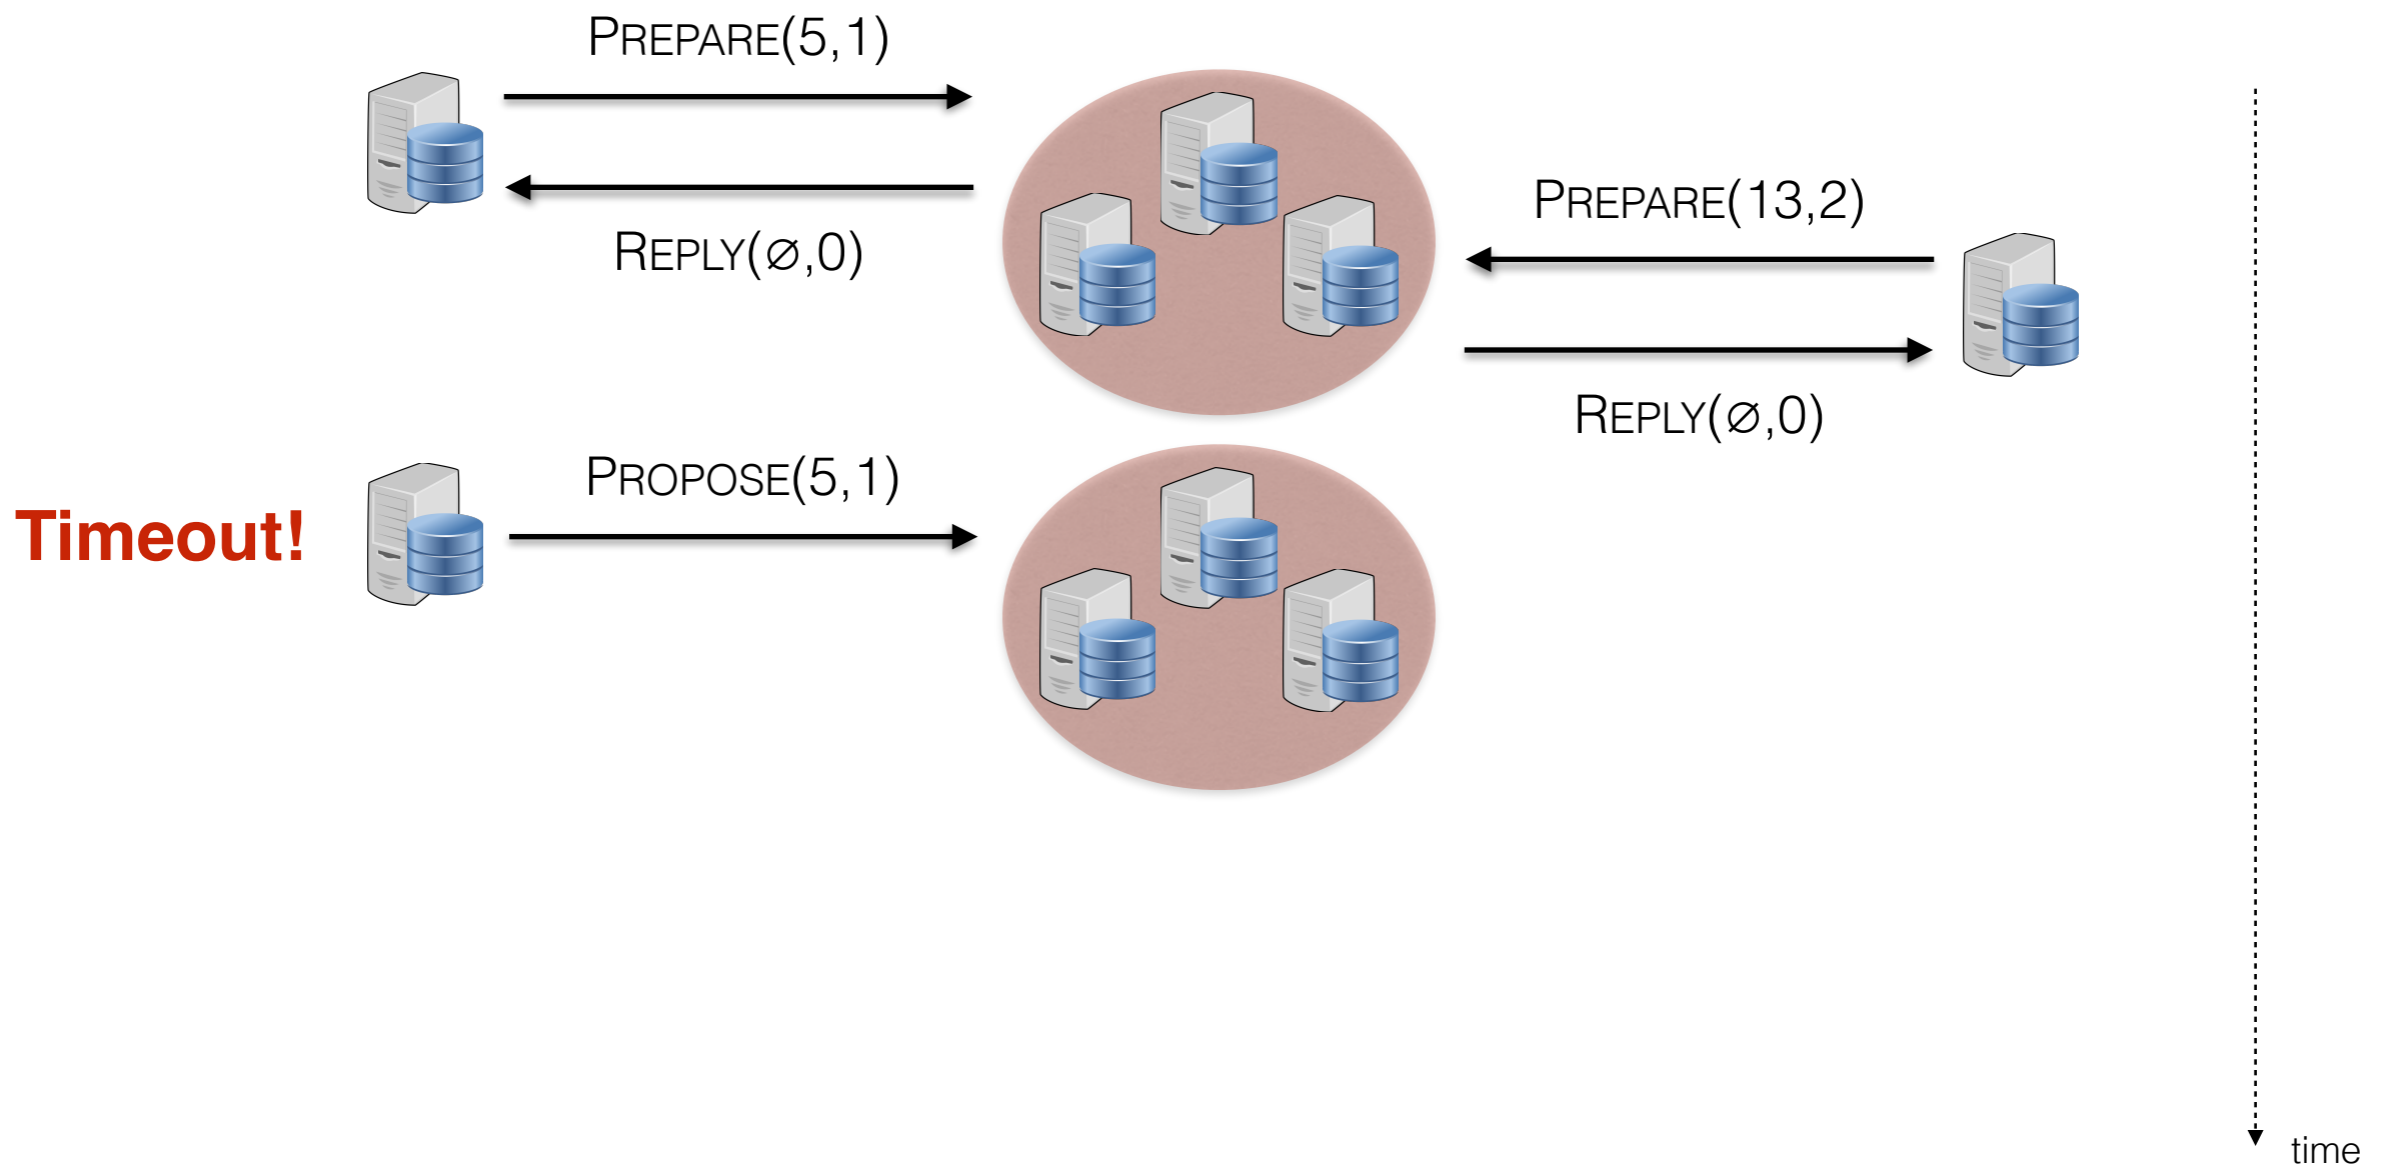 PREPARE(5,1)
REPLY(∅,0)
PREPARE(13,2)
REPLY(∅,0)
Timeout!
PROPOSE(5,1)
time